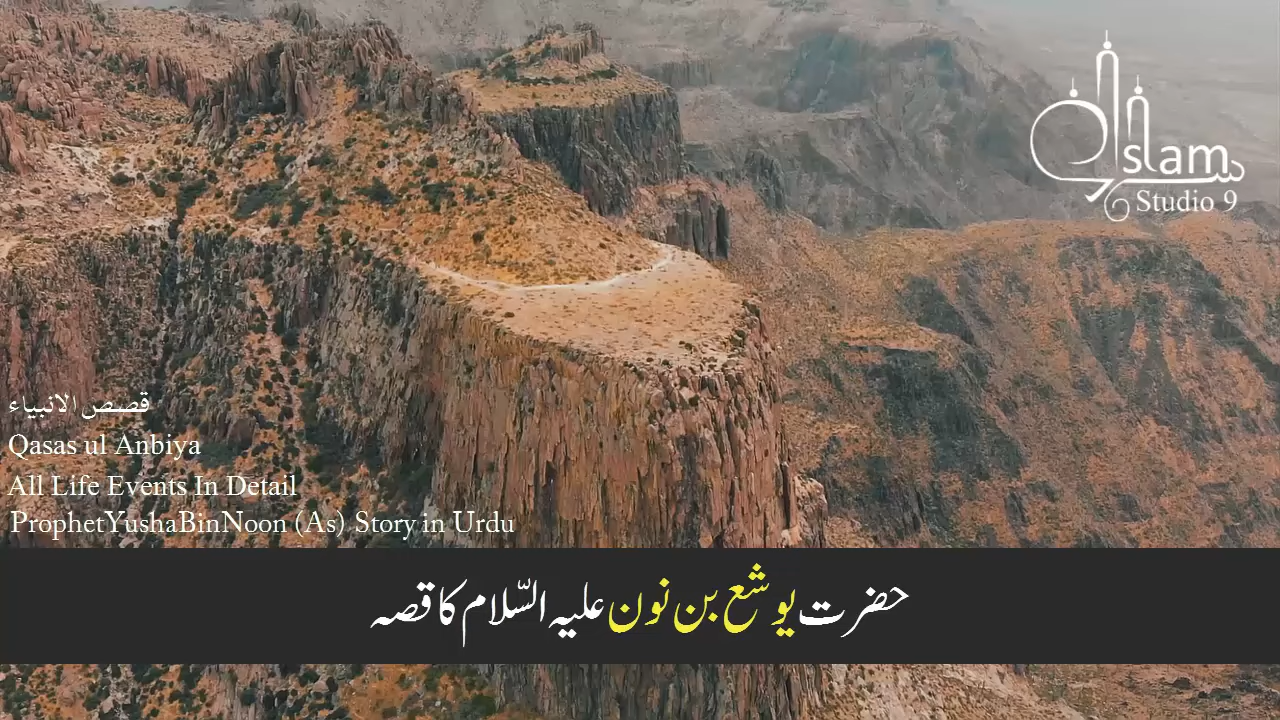 Islam
Studio 9
قصص الانبیاء
Qasas ul Anbiya
All Life Events In Detail
ProphetYushaBinNoon (As) Story in Urdu
حضرت یوشع بن نون علیہ السّلام کا قصہ